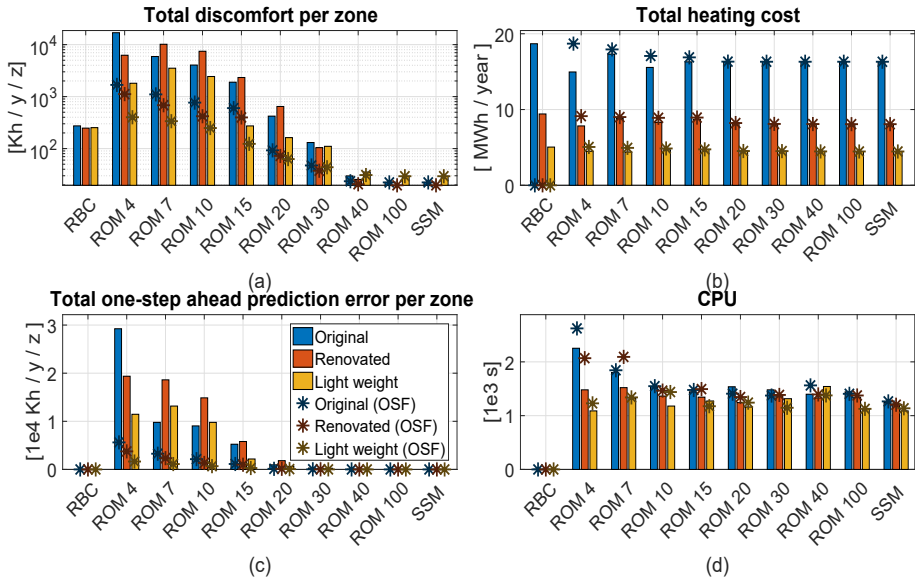 Total discomfort per zone
[Kh / y / z]
10^4
10^3
10^2
RBC
ROM 4
ROM 7
ROM 10
ROM 15
ROM 20
ROM 30
ROM 40
ROM 100
SSM
(a)
Total heating cost
[ MWh / year ]
20
10
0
RBC
ROM 4
ROM 7
ROM 10
ROM 15
ROM 20
ROM 30
ROM 40
ROM 100
SSM
(b)
Total one-step ahead prediction error per zone
[1e4 Kh / y / z]
3
2
1
0
Original
Renovated
Light weight
Original (OSF)
Renovated (OSF)
Light weight (OSF)
RBC
ROM 4
ROM 7
ROM 10
ROM 15
ROM 20
ROM 30
ROM 40
ROM 100
SSM
(c)
CPU
[1e3 s]
2
1
0
RBC
ROM 4
ROM 7
ROM 10
ROM 15
ROM 20
ROM 30
ROM 40
ROM 100
SSM
(d)